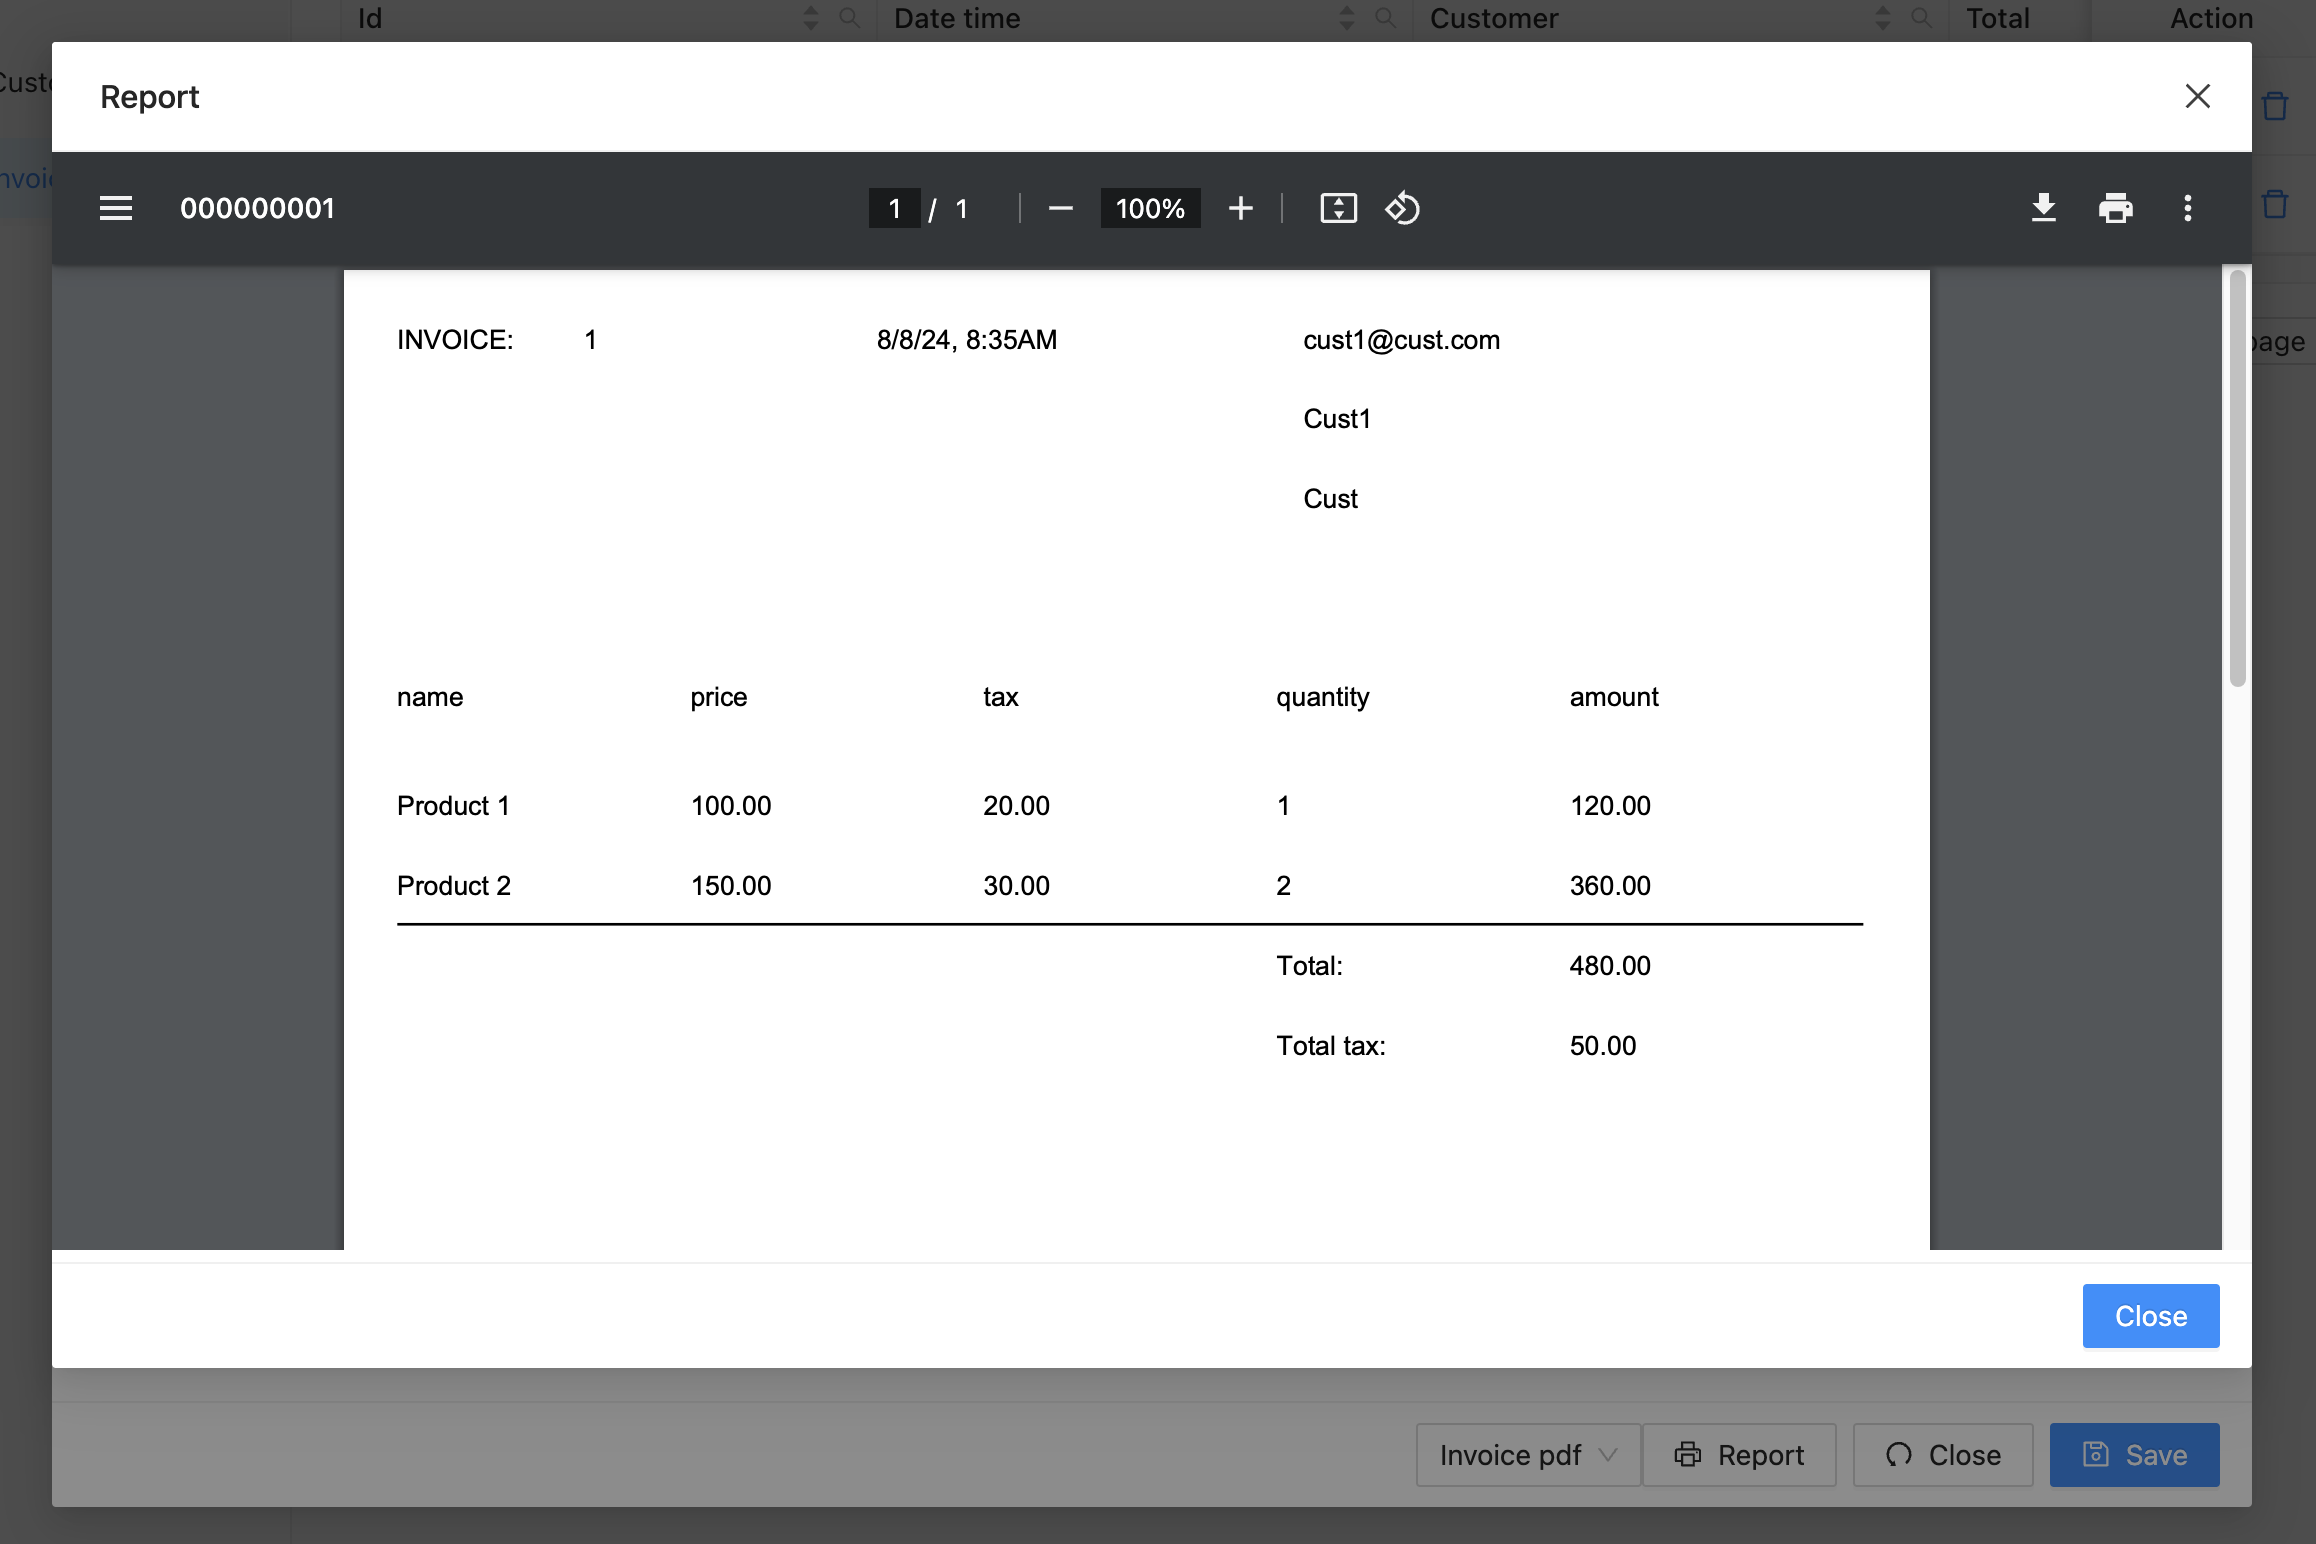 Id Date time Customer Total Action
Report
000000001 1 / 1 100%
INVOICE: 1 8/8/24, 8:35AM cust1@cust.com
Cust1
Cust
name price tax quantity amount
Product 1 100.00 20.00 1 120.00
Product 2 150.00 30.00 2 360.00
Total: 480.00
Total tax: 50.00
Close
Invoice pdf Report Close Save